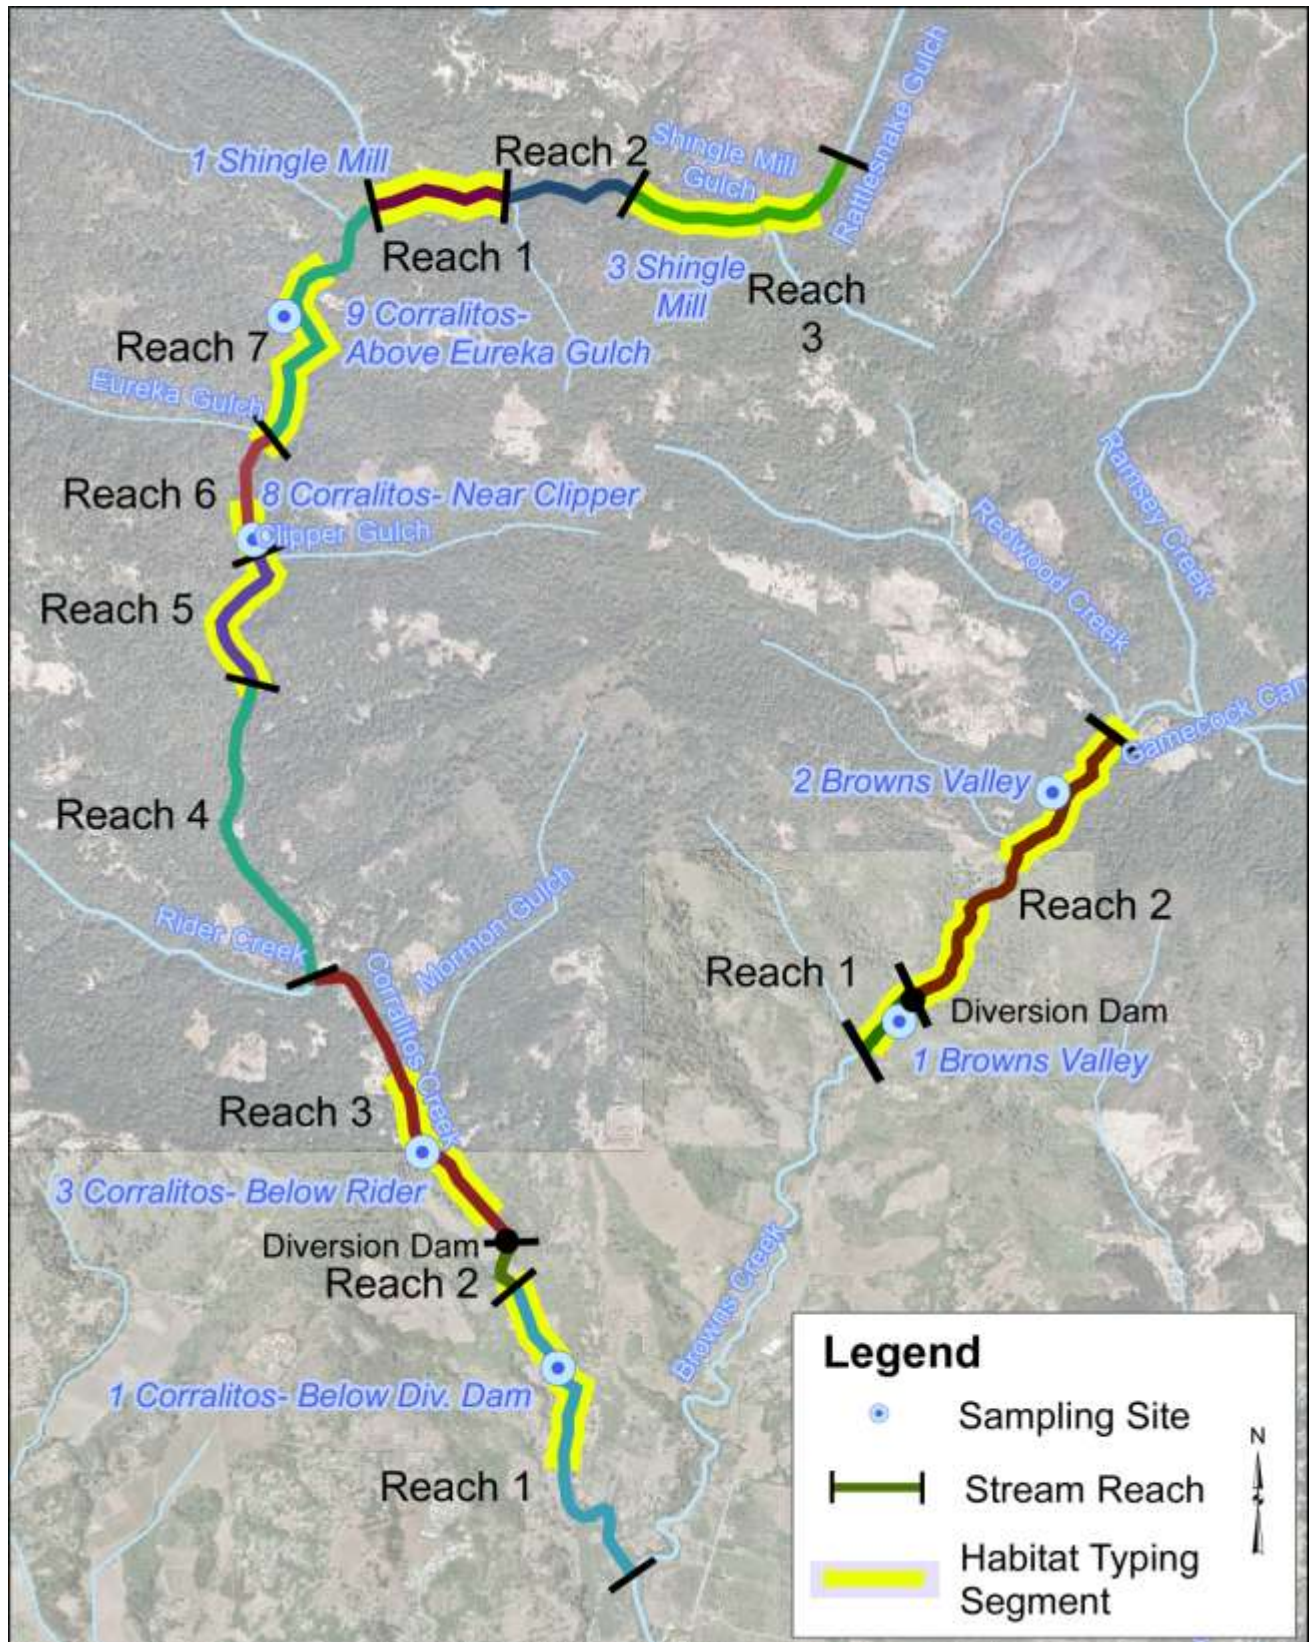 Rattlesnake Gulch
Reach 2
Shingle Mill
Gulch
1 Shingle Mill
Reach 1
3 Shingle
Mill
Reach
3
9 Corralitos-
Above Eureka Gulch
Reach 7
Eureka Gulch
Reach 6
8 Corralitos- Near Clipper
Clipper Gulch
Ramsey Creek
Redwood Creek
Reach 5
Gamecock Can
2 Browns Valley
Reach 4
Mormon Gulch
Reach 2
Rider Creek
Corralitos Creek
Reach 1
Diversion Dam
1 Browns Valley
Reach 3
3 Corralitos- Below Rider
Diversion Dam
Reach 2
Browns Creek
1 Corralitos- Below Div. Dam
Reach 1
Legend
Sampling Site
N
Stream Reach
Habitat Typing
Segment